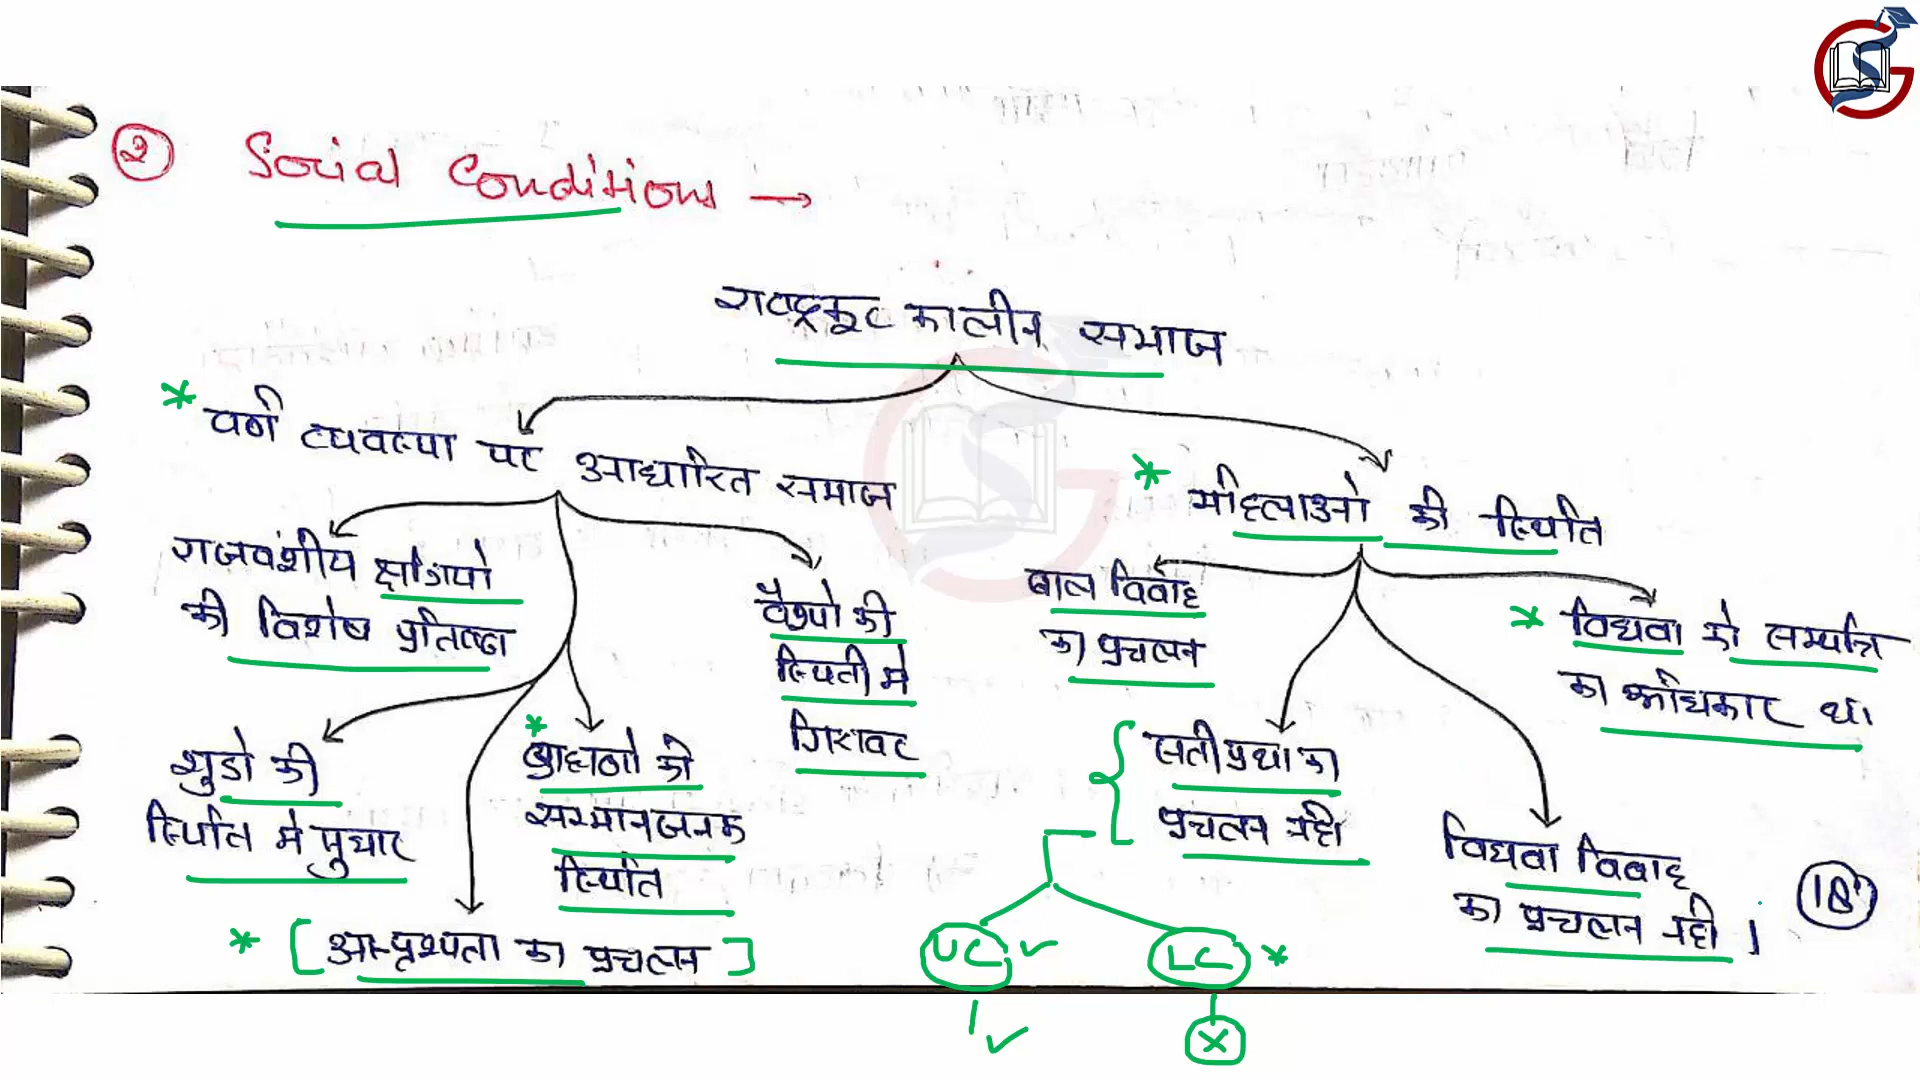 ② Social Conditions →
राष्ट्रकूट कालीन समाज
* वर्ण व्यवस्था पर आधारित समाज
* महिलाओं की स्थिति
राजवंशीय क्षत्रियों
की विशेष प्रतिष्ठा
वैश्यो की
स्थिती मे
गिरावट
शुद्रो की
स्थिति मे सुधार
* ब्राह्मणो की
सम्मानजनक
स्थिति
* [अस्पृश्यता का प्रचलन]
बाल विवाह
का प्रचलन
सती प्रथा का
प्रचलन नही
UC ✓
✓
LC *
×
विधवा विवाह
का प्रचलन नही।
* विधवा को सम्पत्ति
का अधिकार था
18